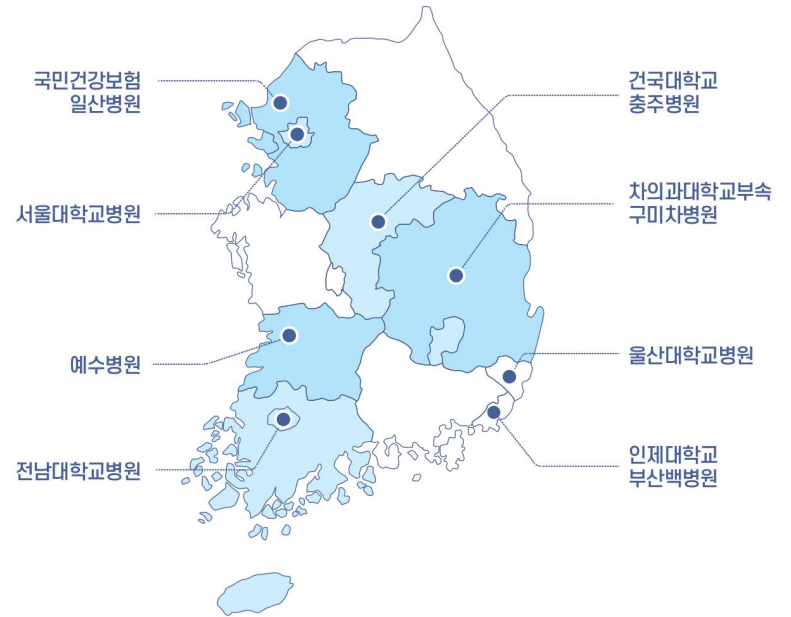 국민건강보험
일산병원
서울대학교병원
예수병원
전남대학교병원
건국대학교
충주병원
차의과대학교부속
구미차병원
울산대학교병원
인제대학교
부산백병원